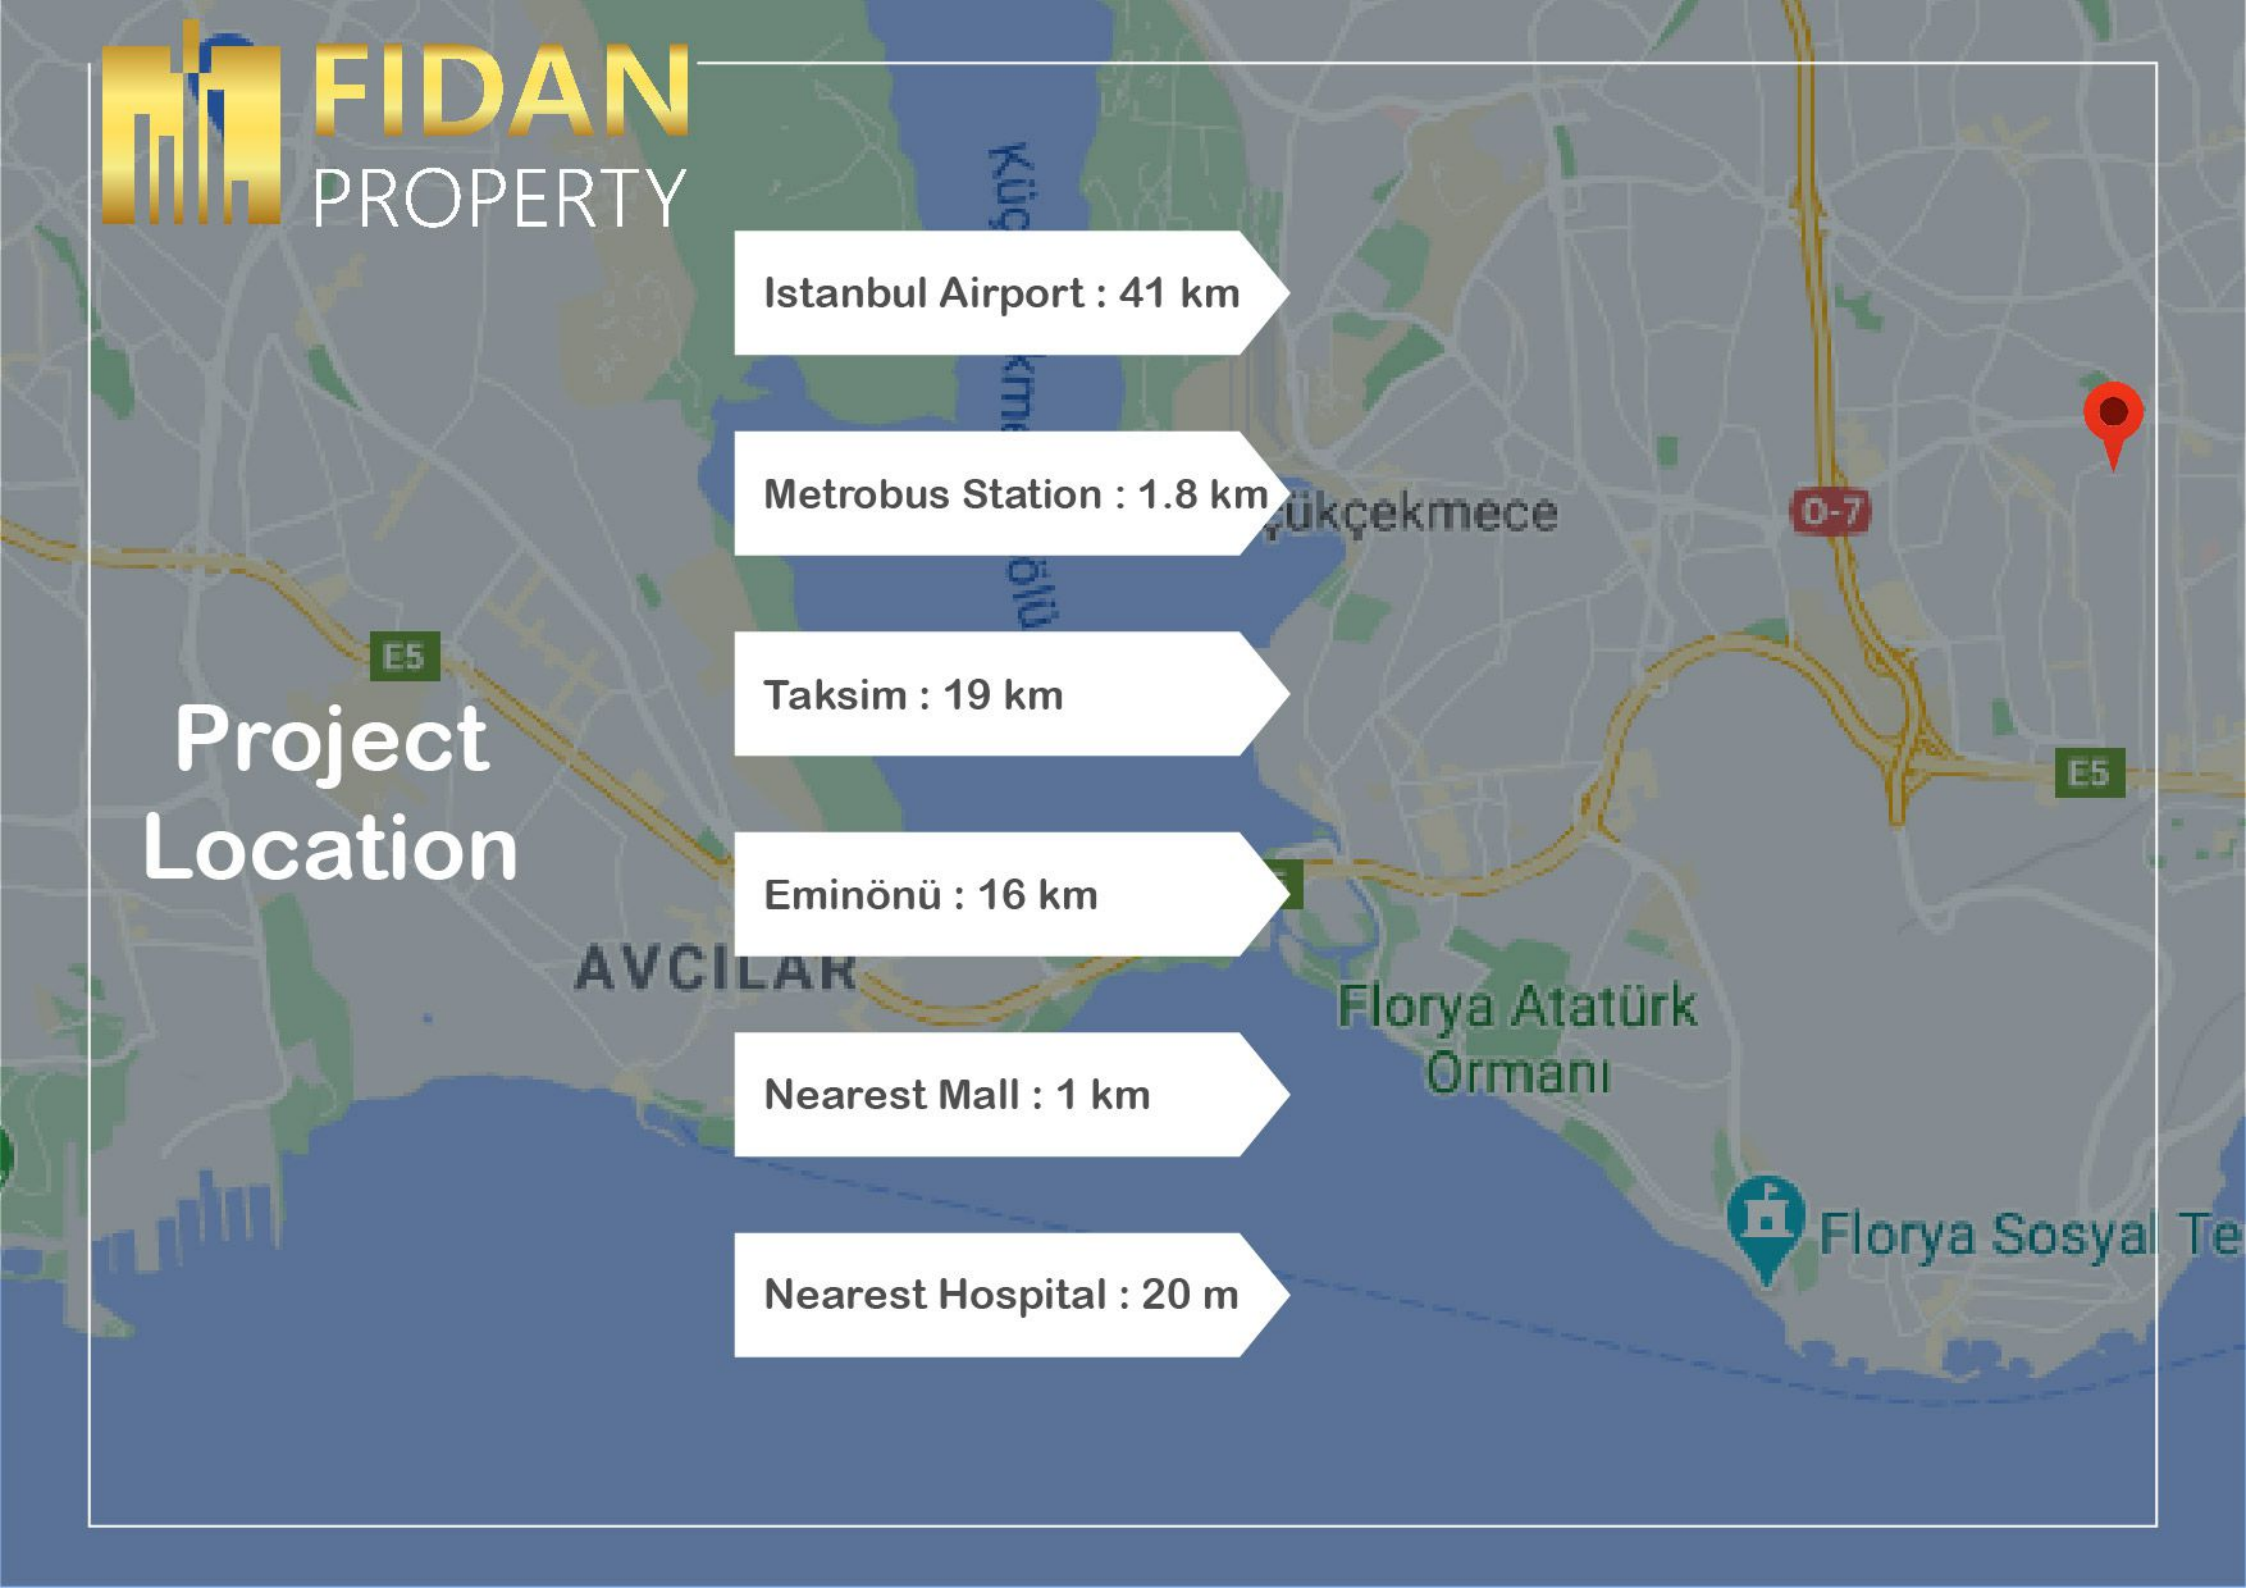 FIDAN
PROPERTY
Istanbul Airport : 41 km
Metrobus Station : 1.8 km
ükçekmece
O-7
Taksim : 19 km
E5
Project
Location
E5
Eminönü : 16 km
AVCILAR
Florya Atatürk
Ormanı
Nearest Mall : 1 km
Florya Sosyal Te
Nearest Hospital : 20 m